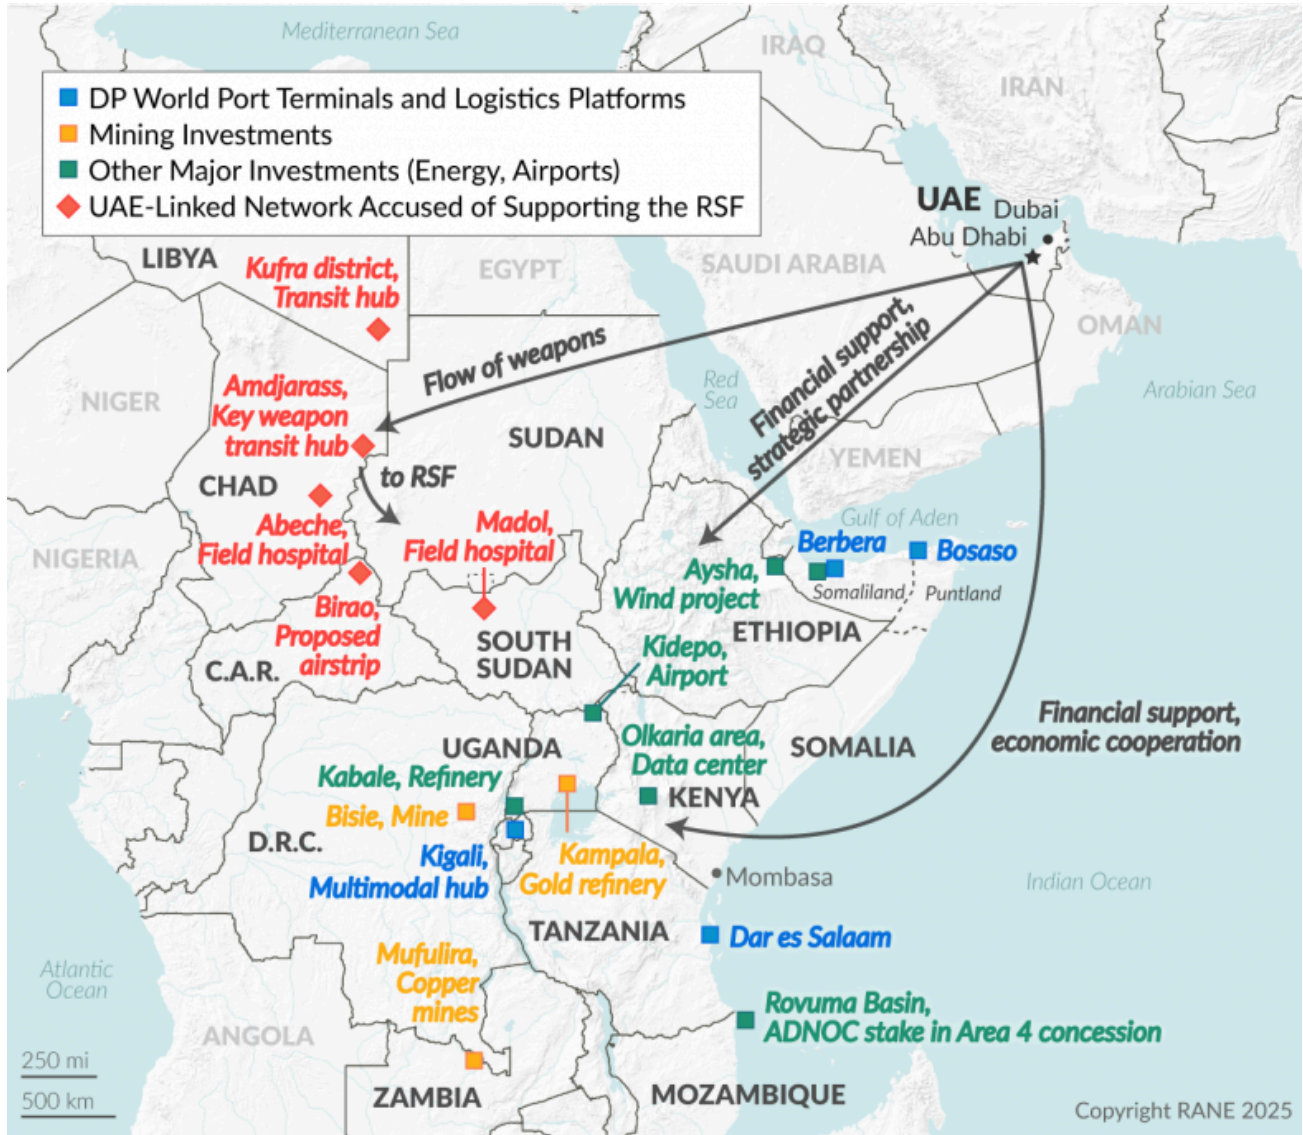 Mediterranean Sea
IRAQ
IRAN
DP World Port Terminals and Logistics Platforms
Mining Investments
Other Major Investments (Energy, Airports)
UAE-Linked Network Accused of Supporting the RSF
UAE
Dubai
Abu Dhabi
LIBYA
Kufra district,
Transit hub
EGYPT
SAUDI ARABIA
OMAN
Flow of weapons
Financial support,
strategic partnership
Red
Sea
Arabian Sea
NIGER
Amdjarass,
Key weapon
transit hub
SUDAN
YEMEN
CHAD
to RSF
Abeche,
Field hospital
Madol,
Field hospital
Gulf of Aden
Berbera
Bosaso
NIGERIA
Aysha,
Wind project
Somaliland
Puntland
Birao,
Proposed
airstrip
ETHIOPIA
SOUTH
SUDAN
C.A.R.
Kidepo,
Airport
Financial support,
economic cooperation
UGANDA
Olkaria area,
Data center
SOMALIA
Kabale, Refinery
KENYA
Bisie, Mine
D.R.C.
Kigali,
Multimodal hub
Kampala,
Gold refinery
Mombasa
Indian Ocean
TANZANIA
Dar es Salaam
Mufulira,
Copper
mines
Atlantic
Ocean
Rovuma Basin,
ADNOC stake in Area 4 concession
ANGOLA
250 mi
500 km
ZAMBIA
MOZAMBIQUE
Copyright RANE 2025